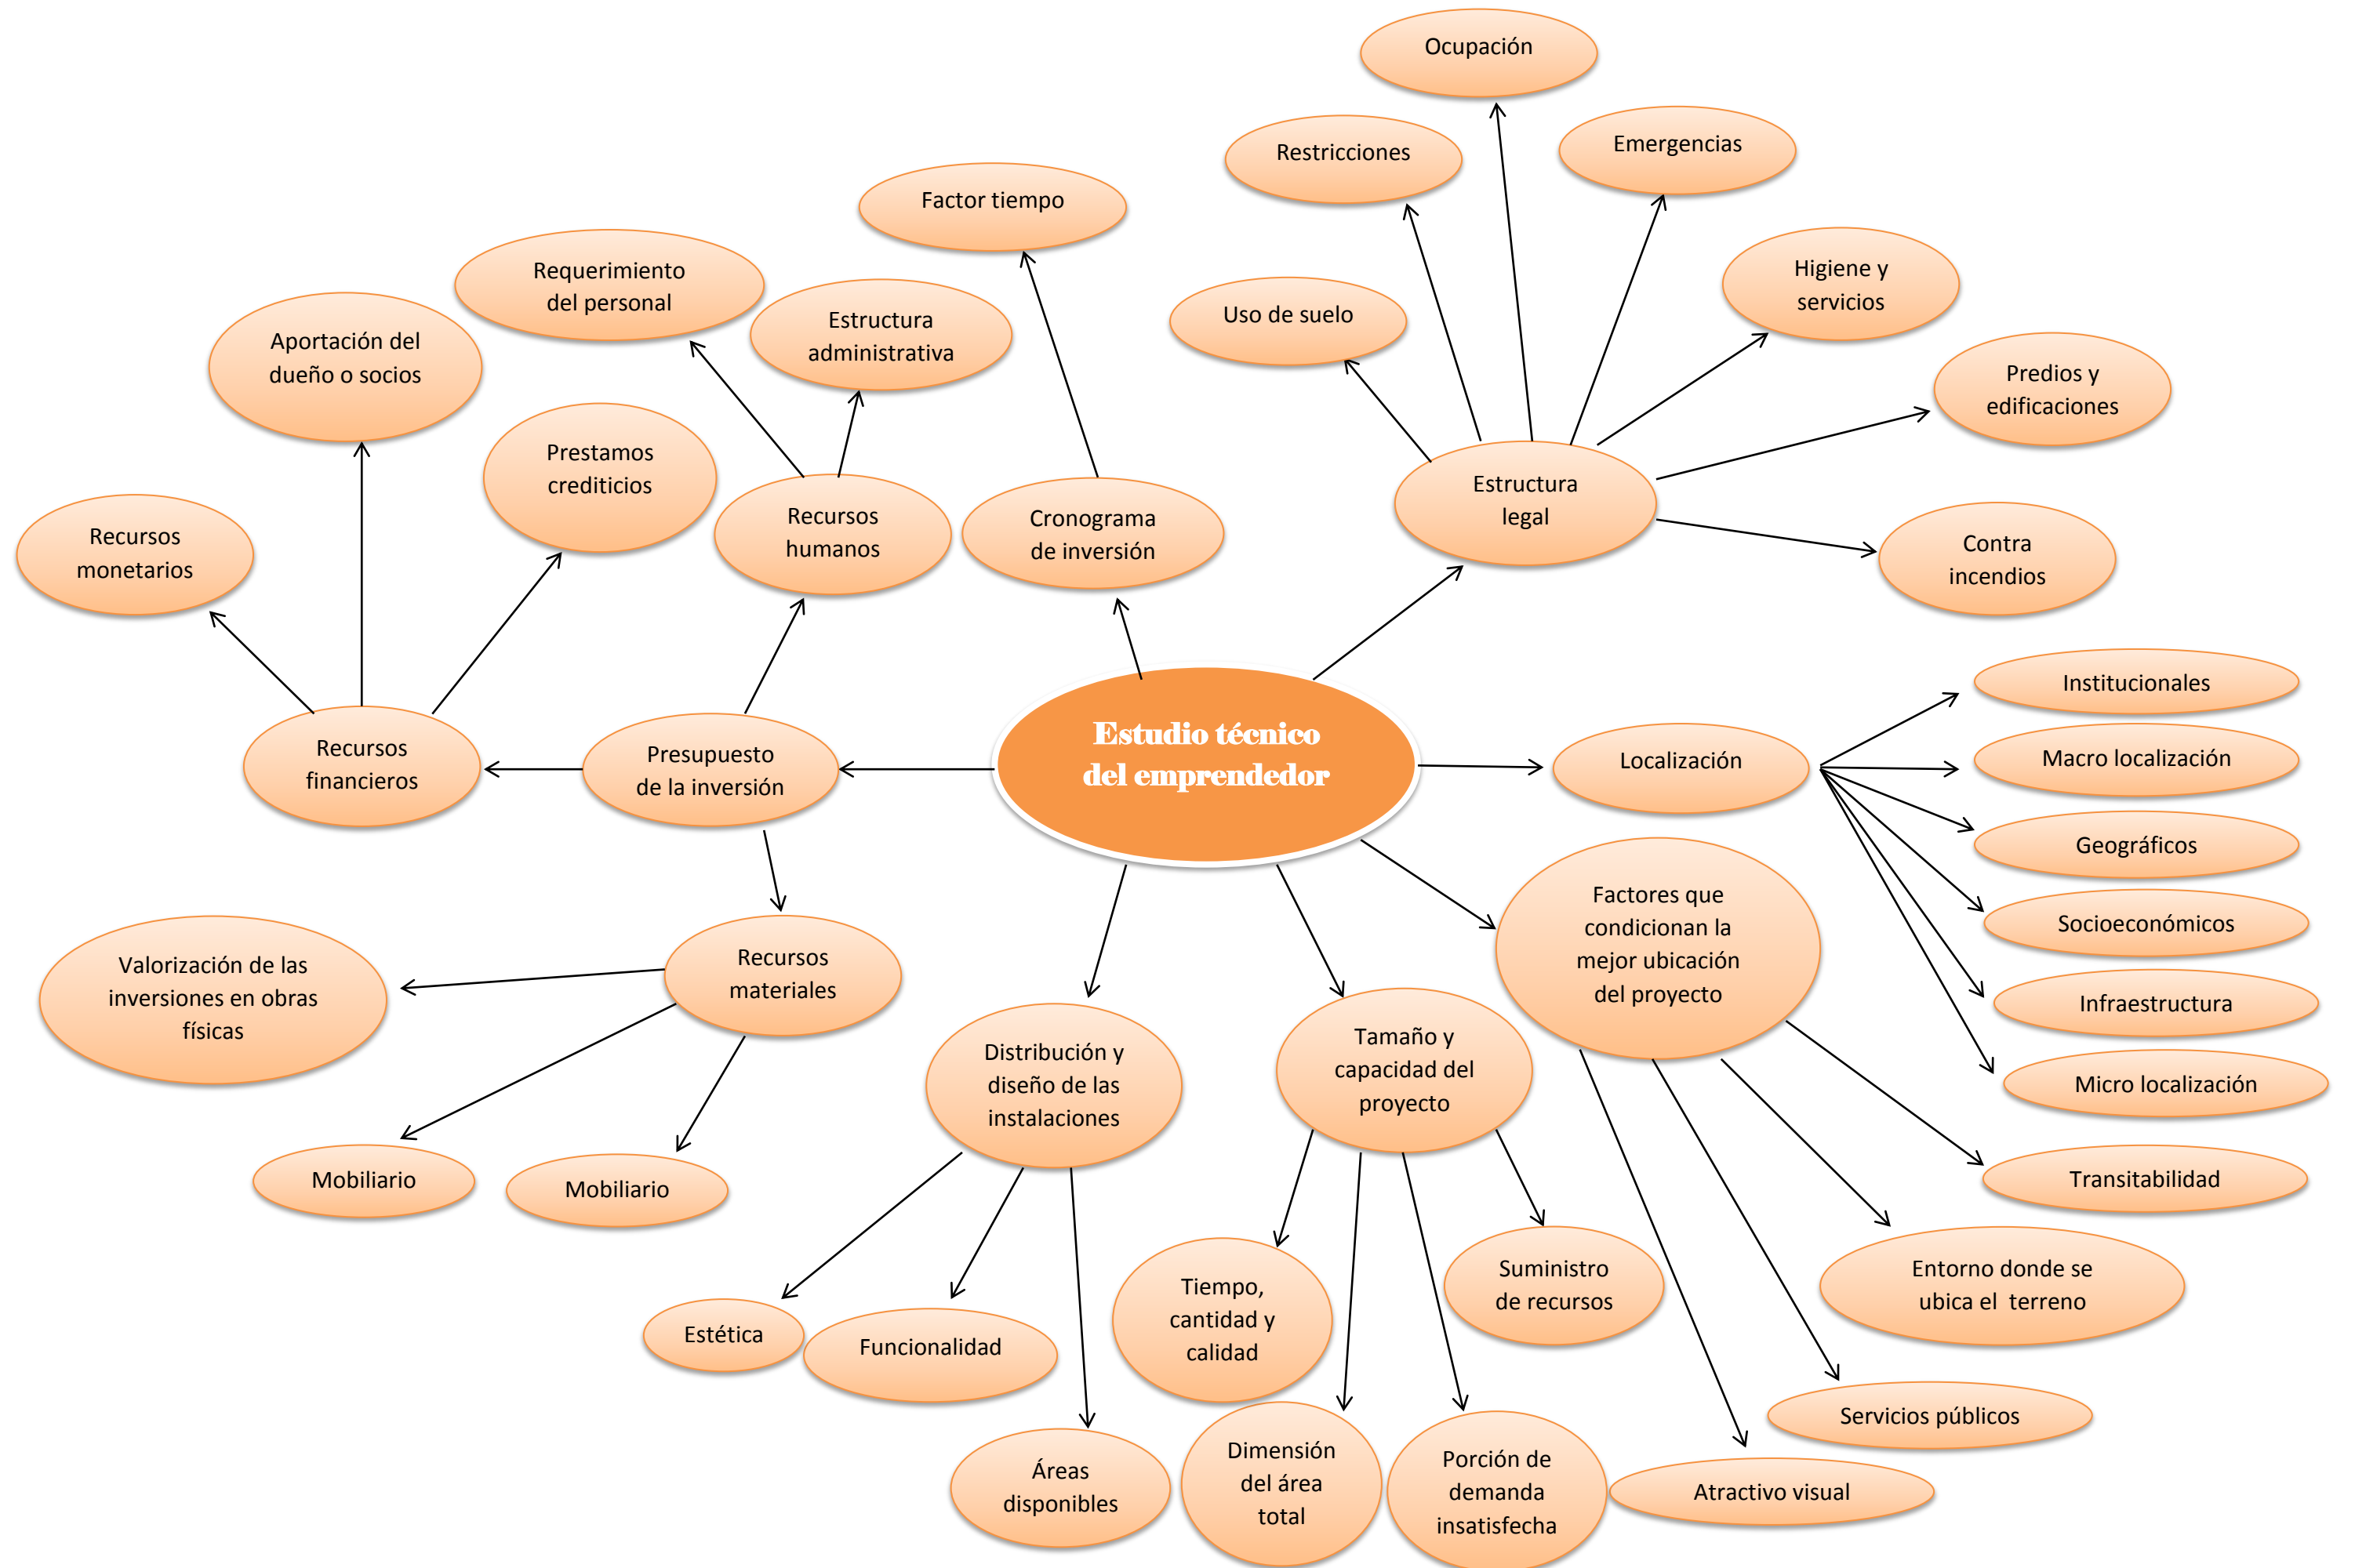 Ocupación
Restricciones
Emergencias
Factor tiempo
Requerimiento
del personal
Estructura
administrativa
Higiene y
servicios
Uso de suelo
Aportación del
dueño o socios
Predios y
edificaciones
Prestamos
crediticios
Recursos
monetarios
Recursos
humanos
Cronograma
de inversión
Estructura
legal
Contra
incendios
Estudio técnico
del emprendedor
Recursos
financieros
Presupuesto
de la inversión
Localización
Institucionales
Macro localización
Geográficos
Socioeconómicos
Infraestructura
Micro localización
Factores que
condicionan la
mejor ubicación
del proyecto
Valorización de las
inversiones en obras
físicas
Recursos
materiales
Distribución y
diseño de las
instalaciones
Tamaño y
capacidad del
proyecto
Mobiliario
Mobiliario
Transitabilidad
Entorno donde se
ubica el  terreno
Servicios públicos
Atractivo visual
Estética
Funcionalidad
Áreas
disponibles
Tiempo,
cantidad y
calidad
Suministro
de recursos
Dimensión
del área
total
Porción de
demanda
insatisfecha